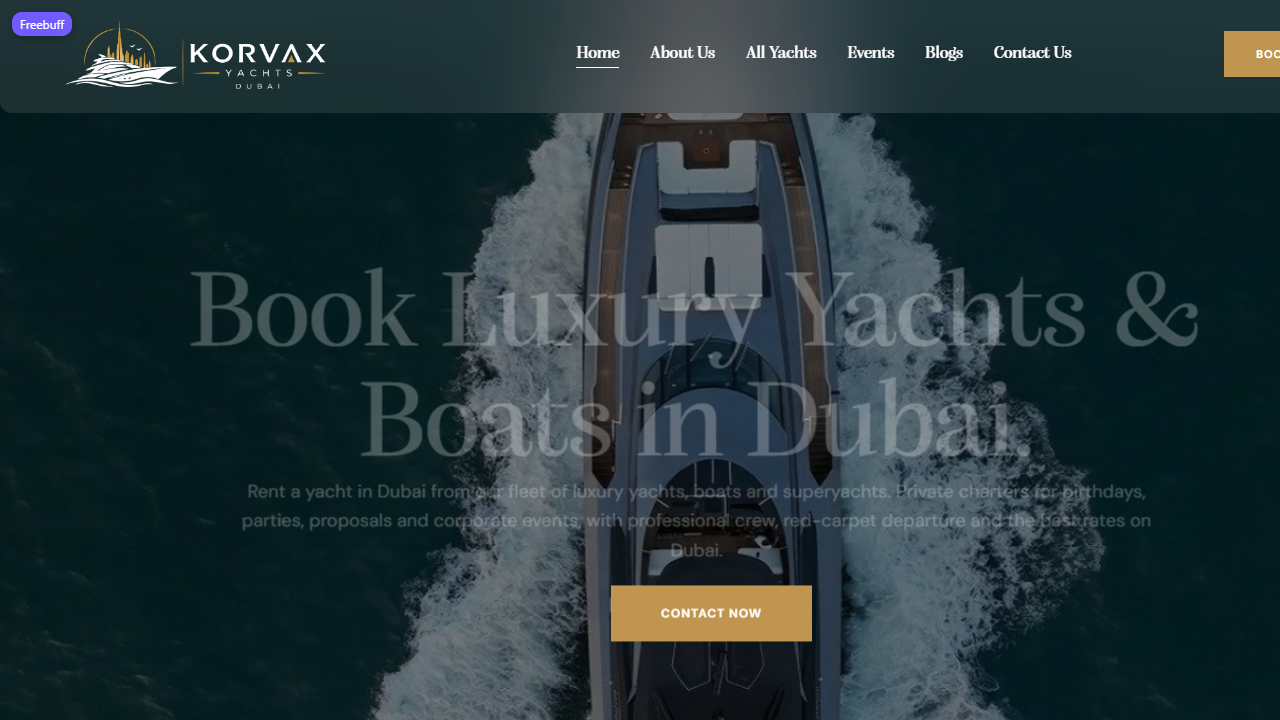 Freebuff
KORVAX
YACHTS
DUBAI
Home
About Us
All Yachts
Events
Blogs
Contact Us
BOO
Book Luxury Yachts &
Boats in Dubai.
Rent a yacht in Dubai from our fleet of luxury yachts, boats and superyachts. Private charters for birthdays,
parties, proposals and corporate events, with professional crew, red-carpet departure and the best rates on
Dubai.
CONTACT NOW